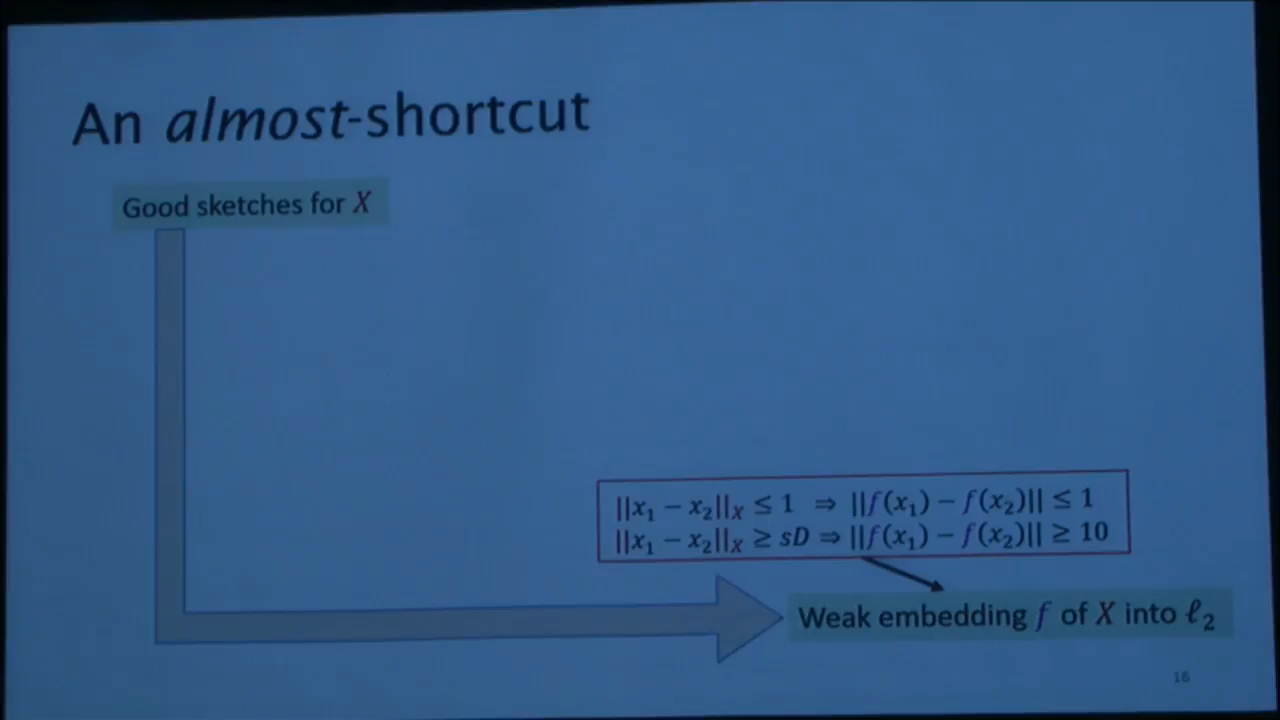 An almost-shortcut
Good sketches for X
||x₁ − x₂||_X ≤ 1 ⇒ ||f(x₁) − f(x₂)|| ≤ 1
||x₁ − x₂||_X ≥ sD ⇒ ||f(x₁) − f(x₂)|| ≥ 10
Weak embedding f of X into ℓ₂
16